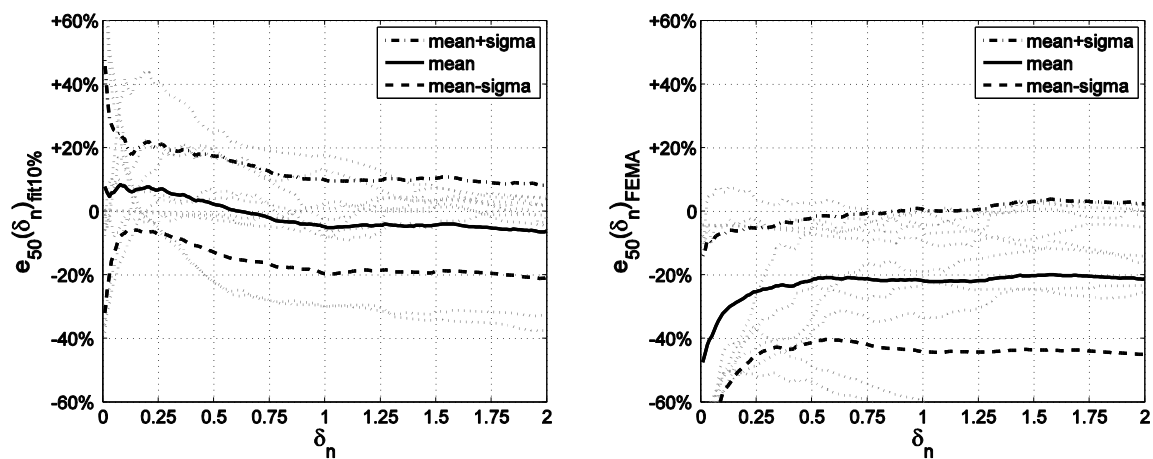 +60%
+40%
+20%
0
-20%
-40%
-60%
e50(δn)fit10%
mean+sigma
mean
mean-sigma
0 0.25 0.5 0.75 1 1.25 1.5 1.75 2
δn
+60%
+40%
+20%
0
-20%
-40%
-60%
e50(δn)FEMA
mean+sigma
mean
mean-sigma
0 0.25 0.5 0.75 1 1.25 1.5 1.75 2
δn